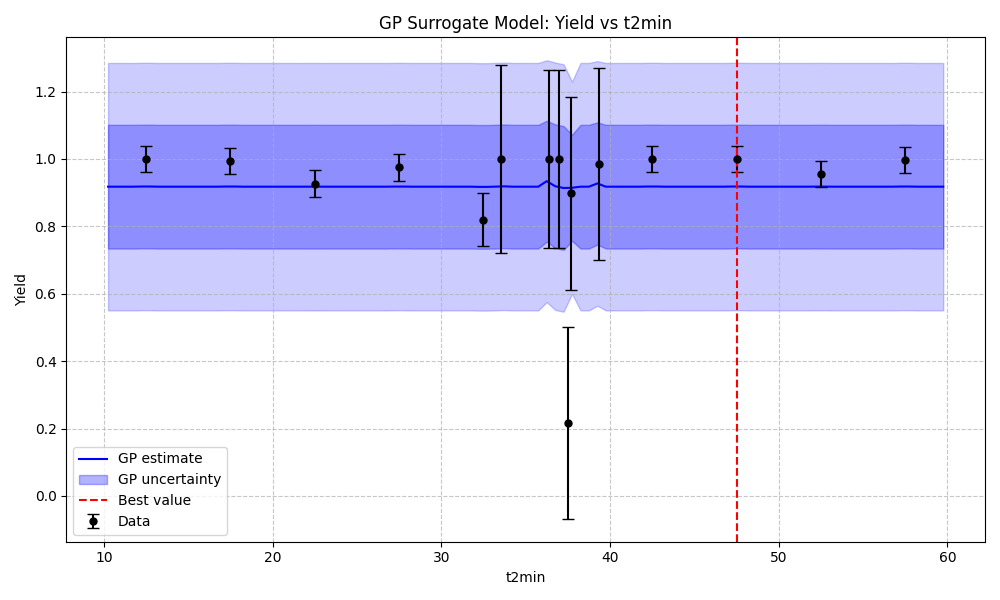 GP Surrogate Model: Yield vs t2min
Yield
1.2
1.0
0.8
0.6
0.4
0.2
0.0
GP estimate
GP uncertainty
Best value
Data
10
20
30
40
50
60
t2min